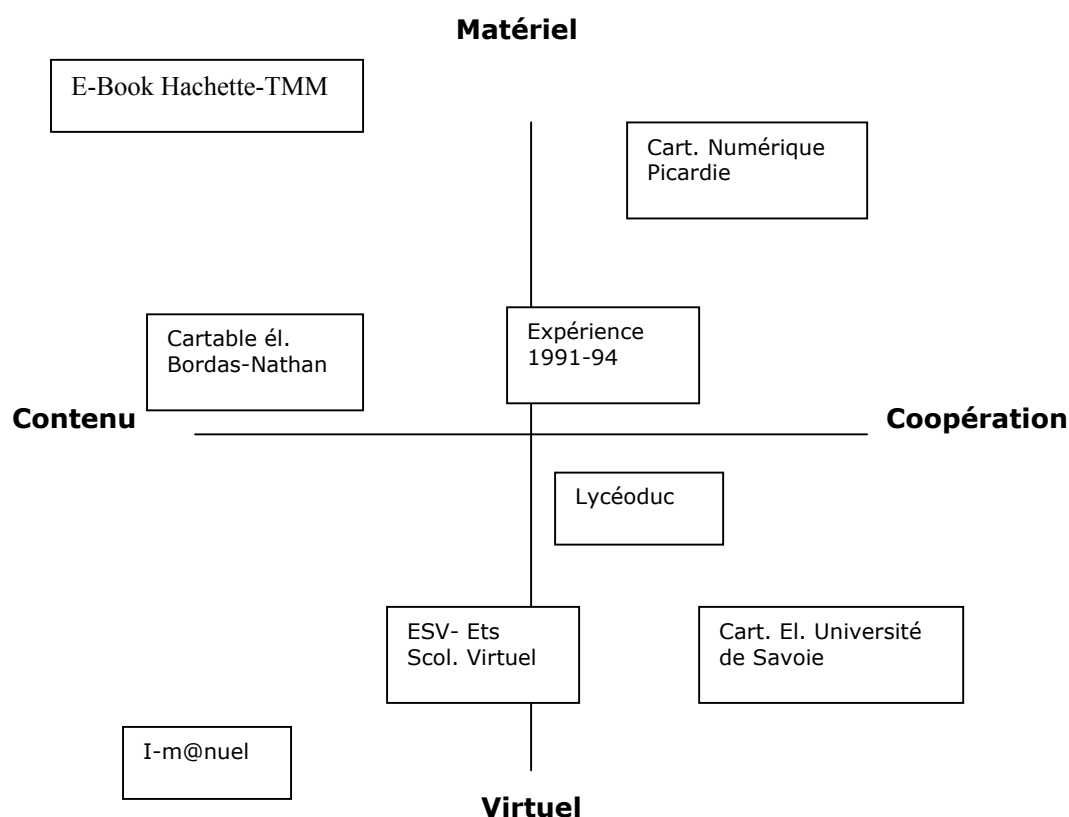 Matériel
E-Book Hachette-TMM
Cart. Numérique
Picardie
Cartable él.
Bordas-Nathan
Expérience
1991-94
Contenu
Coopération
Lycéoduc
ESV- Ets
Scol. Virtuel
Cart. El. Université
de Savoie
I-m@nuel
Virtuel